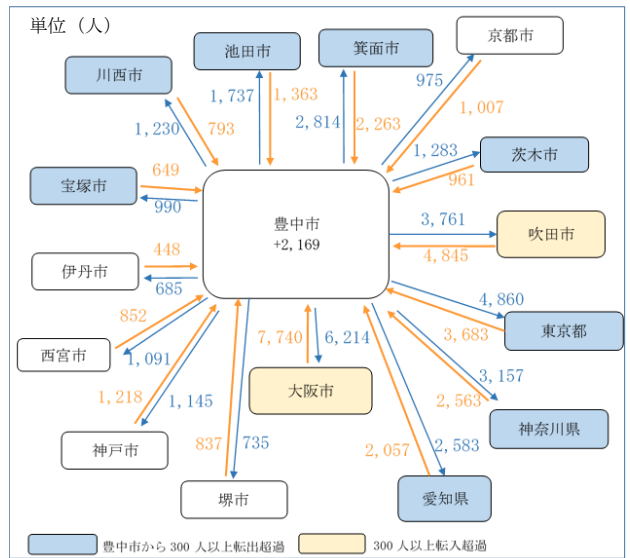 単位（人）
池田市
箕面市
京都市
川西市
975
1,737
1,363
1,007
1,230
793
2,814
2,263
1,283
茨木市
649
961
宝塚市
990
豊中市
+2,169
3,761
吹田市
4,845
448
伊丹市
685
4,860
852
3,683
東京都
西宮市
1,091
7,740
6,214
3,157
1,218
1,145
大阪市
2,563
神奈川県
神戸市
837
735
2,057
2,583
堺市
愛知県
豊中市から 300 人以上転出超過
300 人以上転入超過